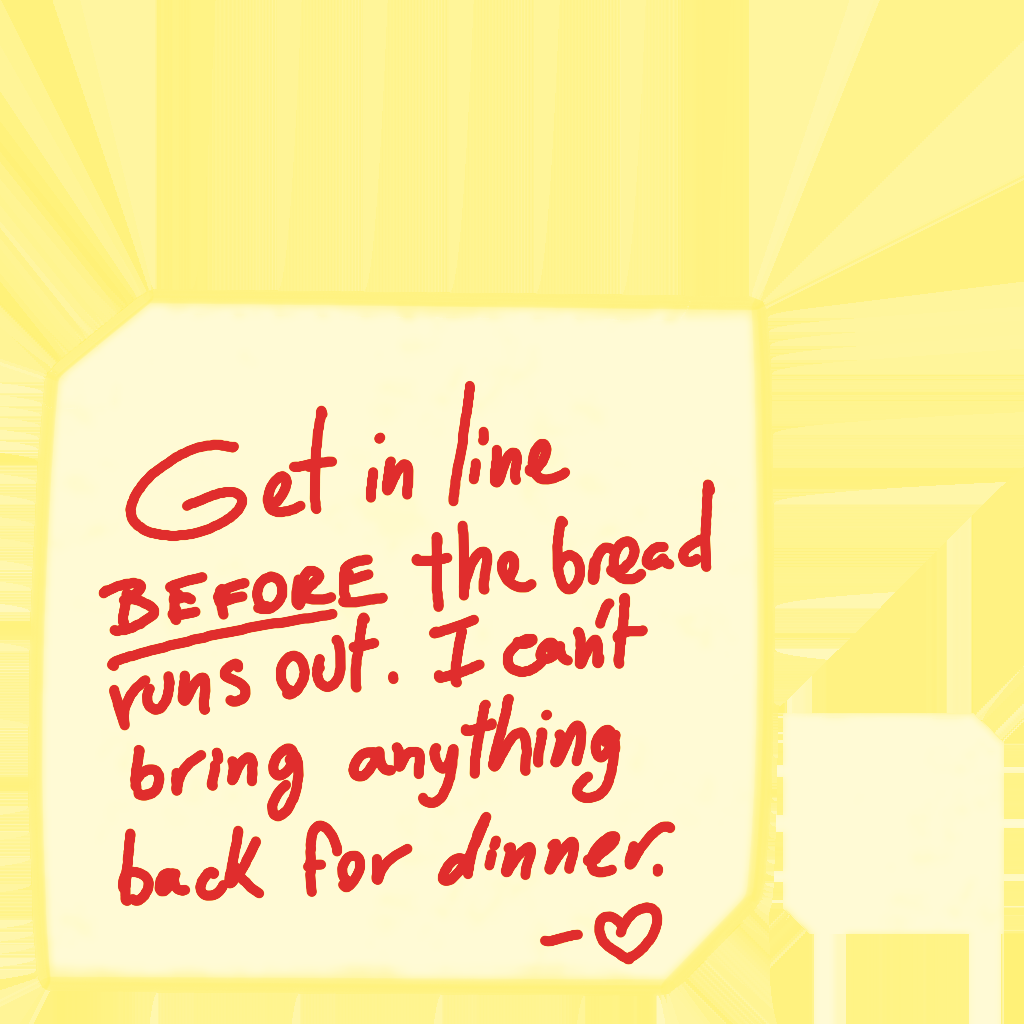 Get in line
BEFORE the bread
runs out. I can't
bring anything
back for dinner.
-♡